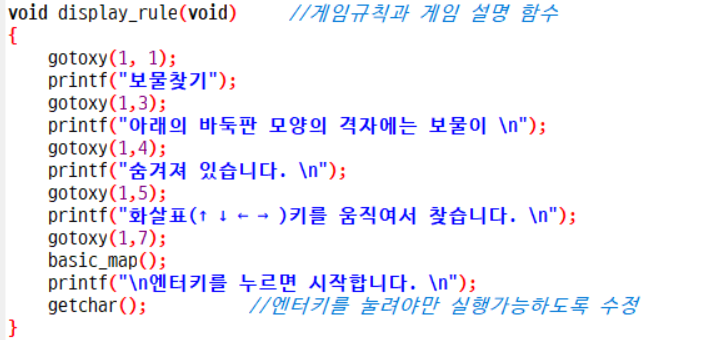 void display_rule(void)     //게임규칙과 게임 설명 함수
{
    gotoxy(1, 1);
    printf("보물찾기");
    gotoxy(1,3);
    printf("아래의 바둑판 모양의 격자에는 보물이 \n");
    gotoxy(1,4);
    printf("숨겨져 있습니다. \n");
    gotoxy(1,5);
    printf("화살표(↑ ↓ ← → )키를 움직여서 찾습니다. \n");
    gotoxy(1,7);
    basic_map();
    printf("\n엔터키를 누르면 시작합니다. \n");
    getchar();          //엔터키를 눌려야만 실행가능하도록 수정
}